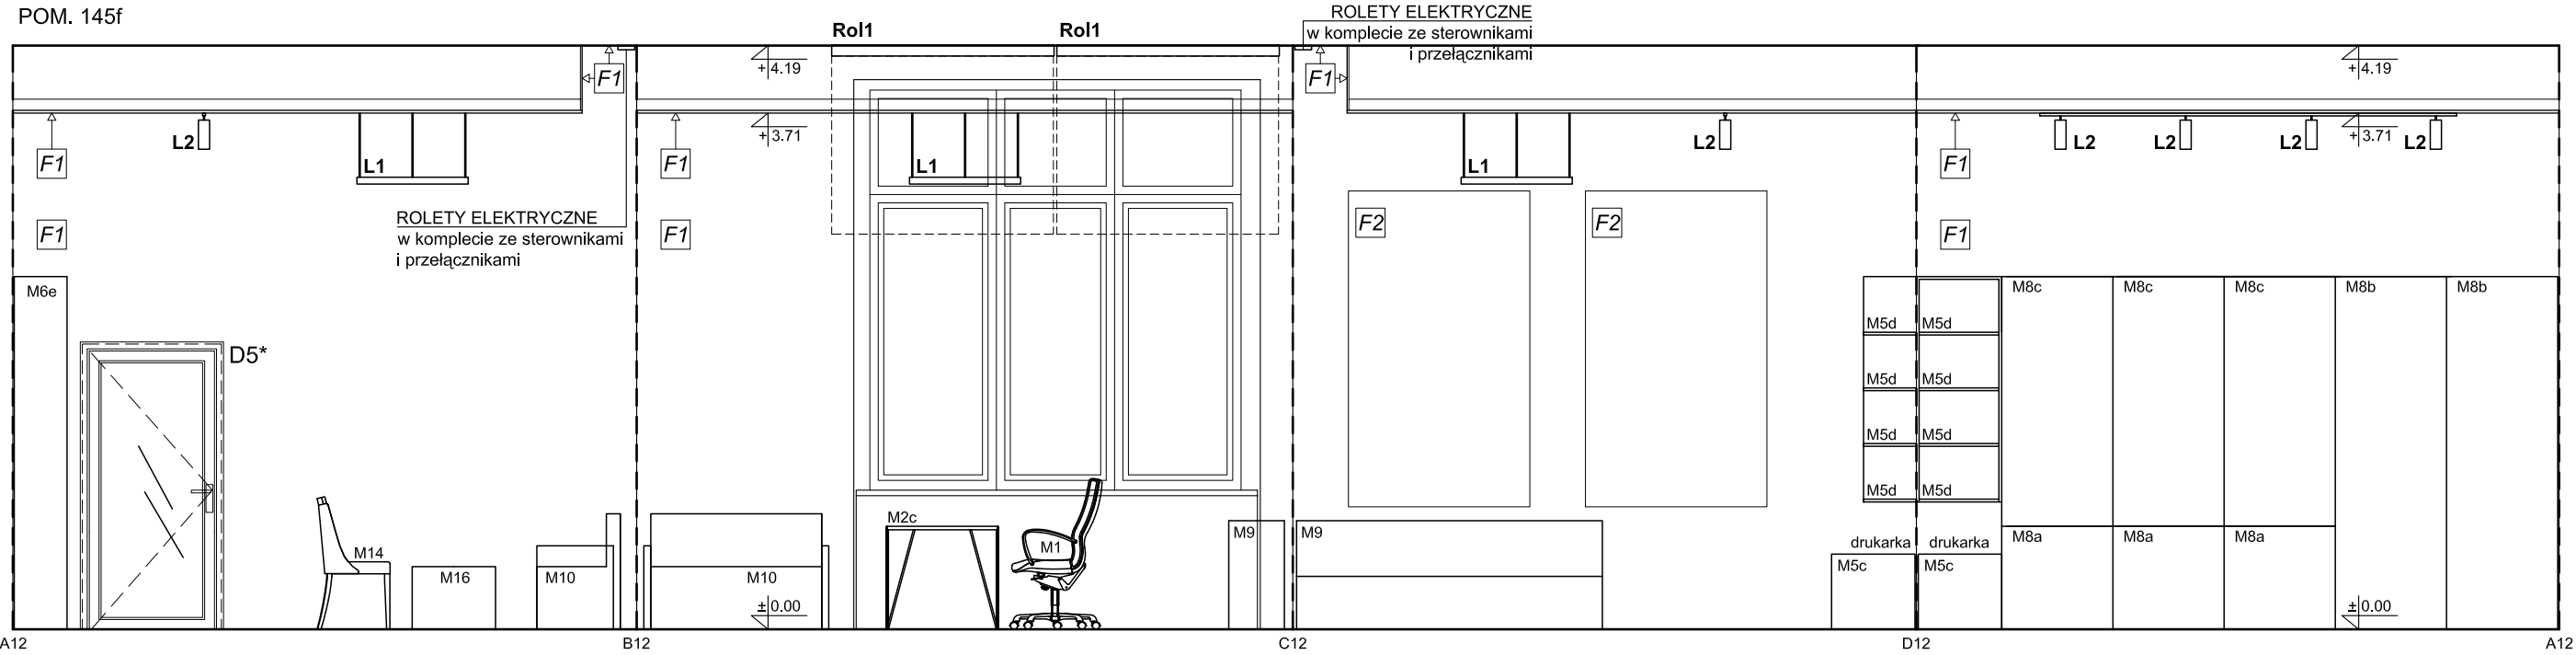 POM. 145f
Rol1
Rol1
ROLETY ELEKTRYCZNE
w komplecie ze sterownikami
i przełącznikami
F1
+4.19
F1
+4.19
L2
L1
F1
F1
+3.71
L1
L1
L2
F1
L2
L2
L2
+3.71
L2
ROLETY ELEKTRYCZNE
w komplecie ze sterownikami
i przełącznikami
F1
F1
F2
F2
F1
M6e
M8c
M8c
M8c
M8b
M8b
D5*
M5d
M5d
M5d
M5d
M5d
M5d
M5d
M5d
M2c
M14
M16
M10
M10
M1
M9
M9
drukarka
drukarka
M8a
M8a
M8a
M5c
M5c
±0.00
±0.00
A12
B12
C12
D12
A12